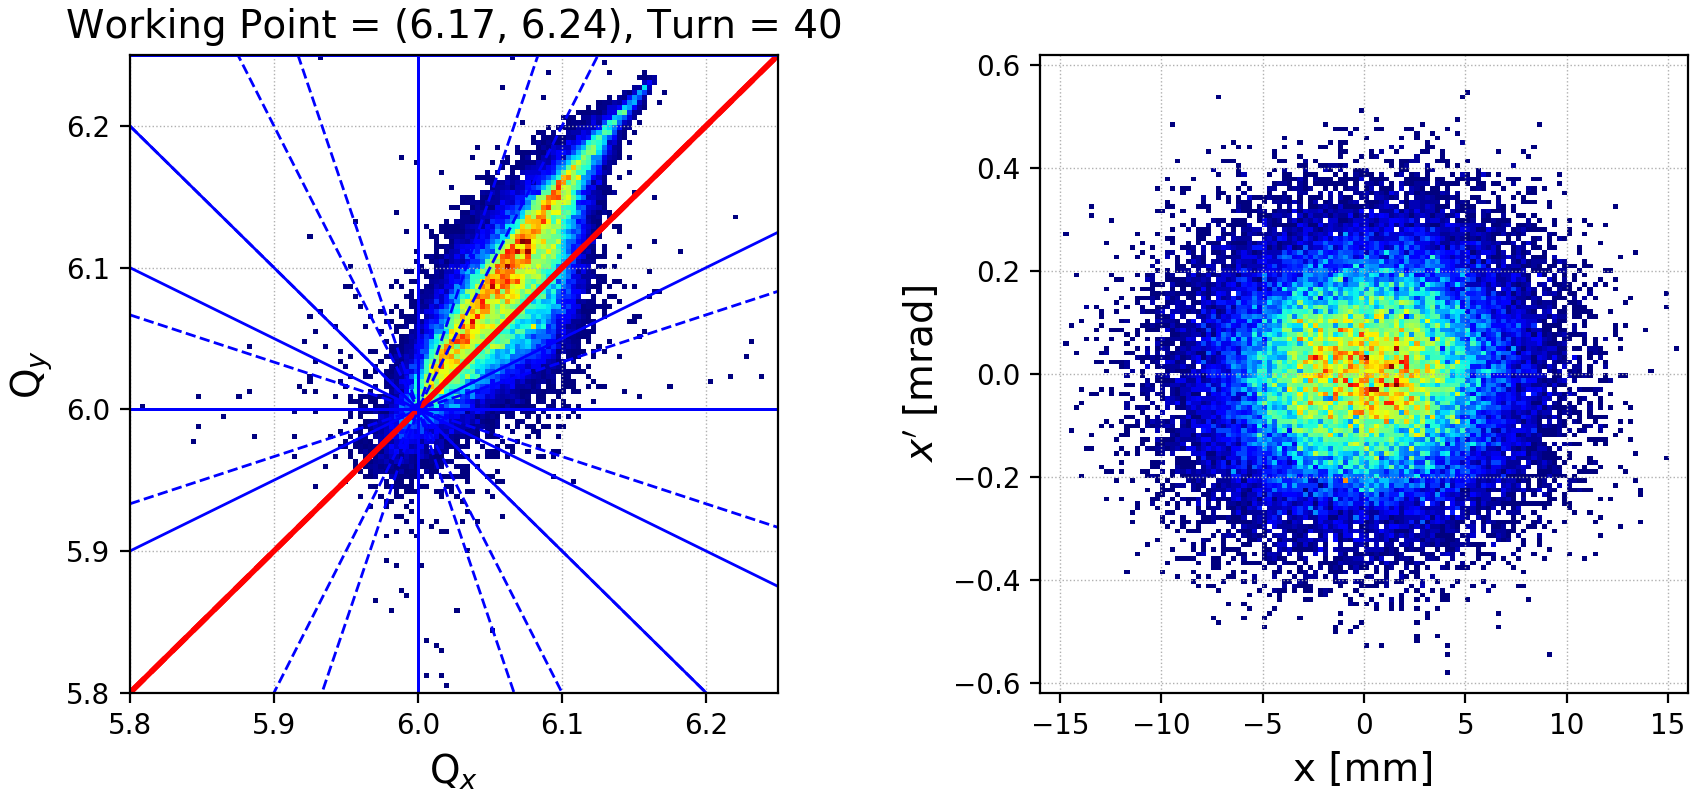 Working Point = (6.17, 6.24), Turn = 40
6.2
6.1
6.0
5.9
5.8
Q_y
5.8 5.9 6.0 6.1 6.2
Q_x
0.6
0.4
0.2
0.0
−0.2
−0.4
−0.6
x′ [mrad]
−15 −10 −5 0 5 10 15
x [mm]